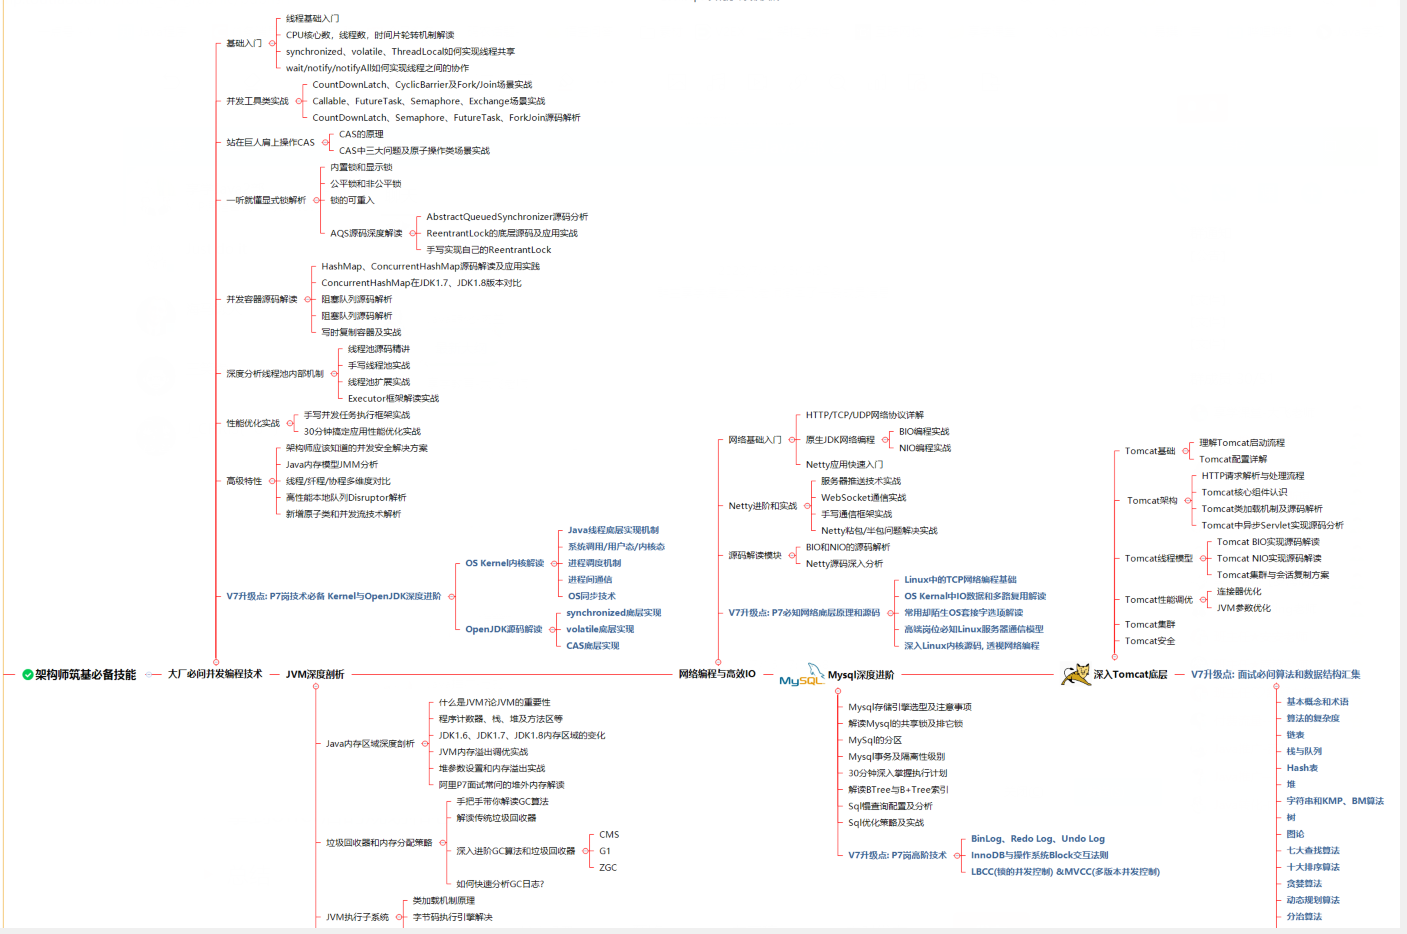 线程基础入门
CPU核心数，线程数，时间片轮转机制解读
基础入门
synchronized、volatile、ThreadLocal如何实现线程共享
wait/notify/notifyAll如何实现线程之间的协作
CountDownLatch、CyclicBarrier及Fork/Join场景实战
并发工具类实战
Callable、FutureTask、Semaphore、Exchange场景实战
CountDownLatch、Semaphore、FutureTask、ForkJoin源码解析
站在巨人肩上操作CAS
CAS的原理
CAS中三大问题及原子操作类场景实战
一听就懂显式锁解析
内置锁和显示锁
公平锁和非公平锁
锁的可重入
AQS源码深度解读
AbstractQueuedSynchronizer源码分析
ReentrantLock的底层源码及应用实战
手写实现自己的ReentrantLock
并发容器源码解读
HashMap、ConcurrentHashMap源码解读及应用实践
ConcurrentHashMap在JDK1.7、JDK1.8版本对比
阻塞队列源码解析
阻塞队列源码解析
写时复制容器及实战
深度分析线程池内部机制
线程池源码精讲
手写线程池实战
线程池扩展实战
Executor框架解读实战
性能优化实战
手写并发任务执行框架实战
30分钟搞定应用性能优化实战
高级特性
架构师应该知道的并发安全解决方案
Java内存模型JMM分析
线程/纤程/协程多维度对比
高性能本地队列Disruptor解析
新增原子类和并发流技术解析
V7升级点: P7岗技术必备 Kernel与OpenJDK深度进阶
OS Kernel内核解读
Java线程底层实现机制
系统调用/用户态/内核态
进程调度机制
进程间通信
OS同步技术
OpenJDK源码解读
synchronized底层实现
volatile底层实现
CAS底层实现
网络基础入门
HTTP/TCP/UDP网络协议详解
原生JDK网络编程
BIO编程实战
NIO编程实战
Netty应用快速入门
Netty进阶和实战
服务器推送技术实战
WebSocket通信实战
手写通信框架实战
Netty粘包/半包问题解决实战
源码解读模块
BIO和NIO的源码解析
Netty源码深入分析
V7升级点: P7必知网络底层原理和源码
Linux中的TCP网络编程基础
OS Kernal中IO数据和多路复用解读
常用却陌生OS套接字选项解读
高端岗位必知Linux服务器通信模型
深入Linux内核源码, 透视网络编程
Tomcat基础
理解Tomcat启动流程
Tomcat配置详解
Tomcat架构
HTTP请求解析与处理流程
Tomcat核心组件认识
Tomcat类加载机制及源码解析
Tomcat中异步Servlet实现源码分析
Tomcat线程模型
Tomcat BIO实现源码解读
Tomcat NIO实现源码解读
Tomcat集群与会话复制方案
Tomcat性能调优
连接器优化
JVM参数优化
Tomcat集群
Tomcat安全
架构师筑基必备技能
大厂必问并发编程技术
JVM深度剖析
网络编程与高效IO
MySQL
Mysql深度进阶
深入Tomcat底层
V7升级点: 面试必问算法和数据结构汇集
Java内存区域深度剖析
什么是JVM?论JVM的重要性
程序计数器、栈、堆及方法区等
JDK1.6、JDK1.7、JDK1.8内存区域的变化
JVM内存溢出调优实战
堆参数设置和内存溢出实战
阿里P7面试常问的堆外内存解读
垃圾回收器和内存分配策略
手把手带你解读GC算法
解读传统垃圾回收器
深入进阶GC算法和垃圾回收器
CMS
G1
ZGC
如何快速分析GC日志?
JVM执行子系统
类加载机制原理
字节码执行引擎解决
Mysql存储引擎选型及注意事项
解读Mysql的共享锁及排它锁
MySql的分区
Mysql事务及隔离性级别
30分钟深入掌握执行计划
解读BTree与B+Tree索引
Sql慢查询配置及分析
Sql优化策略及实战
V7升级点: P7岗高阶技术
BinLog、Redo Log、Undo Log
InnoDB与操作系统Block交互法则
LBCC(锁的并发控制) &MVCC(多版本并发控制)
基本概念和术语
算法的复杂度
链表
栈与队列
Hash表
堆
字符串和KMP、BM算法
树
图论
七大查找算法
十大排序算法
贪婪算法
动态规划算法
分治算法